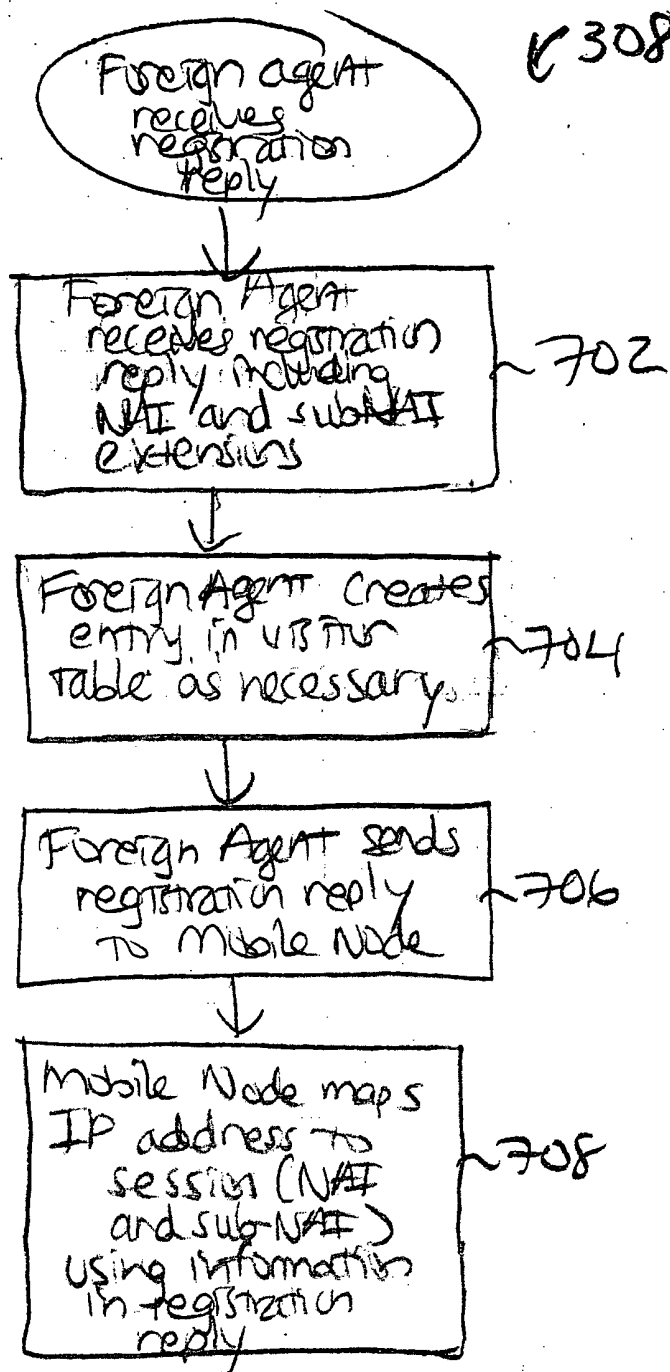 308
Foreign agent
receives
registration
reply
Foreign Agent
receives registration
reply including
NAI and subNAI
extensions
702
Foreign Agent Creates
entry in visitor
table as necessary.
704
Foreign Agent sends
registration reply
to Mobile Node
706
Mobile Node maps
IP address to
session (NAI
and sub-NAI)
using information
in registration
reply
708